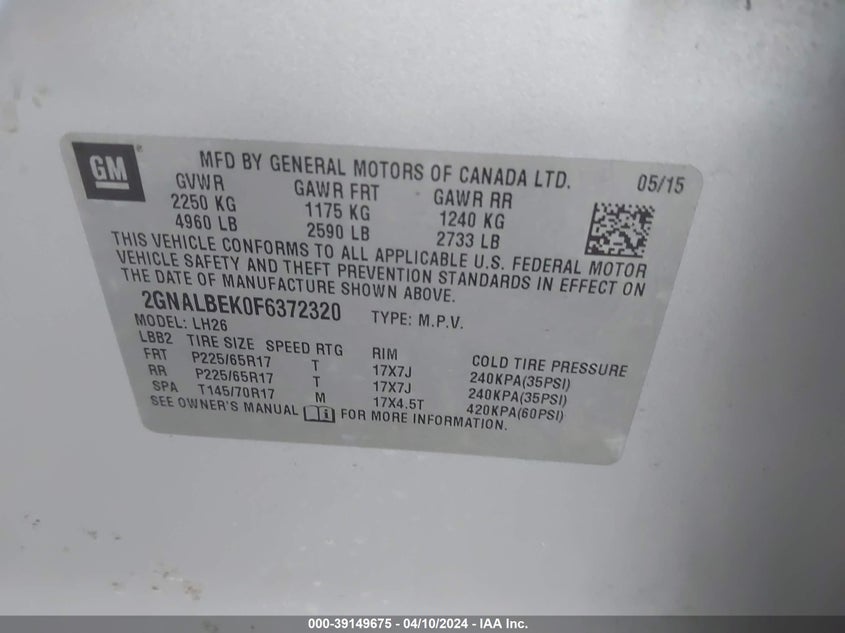 GM
MFD BY GENERAL MOTORS OF CANADA LTD. 05/15
GVWR GAWR FRT GAWR RR
2250 KG 1175 KG 1240 KG
4960 LB 2590 LB 2733 LB
THIS VEHICLE CONFORMS TO ALL APPLICABLE U.S. FEDERAL MOTOR
VEHICLE SAFETY AND THEFT PREVENTION STANDARDS IN EFFECT ON
THE DATE OF MANUFACTURE SHOWN ABOVE.
2GNALBEK0F6372320 TYPE: M.P.V.
MODEL: LH26
LBB2 TIRE SIZE SPEED RTG RIM COLD TIRE PRESSURE
FRT P225/65R17 T 17X7J 240KPA(35PSI)
RR P225/65R17 T 17X7J 240KPA(35PSI)
SPA T145/70R17 M 17X4.5T 420KPA(60PSI)
SEE OWNER'S MANUAL FOR MORE INFORMATION.
000-39149675 - 04/10/2024 - IAA Inc.